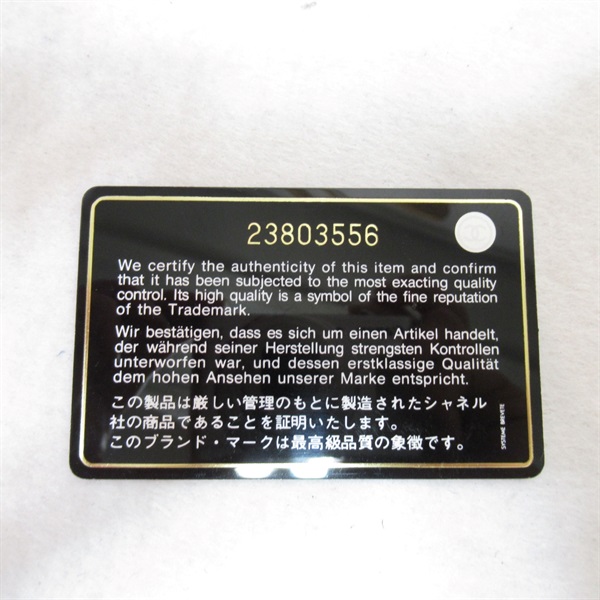 23803556
We certify the authenticity of this item and confirm
that it has been subjected to the most exacting quality
control. Its high quality is a symbol of the fine reputation
of the Trademark.
Wir bestätigen, dass es sich um einen Artikel handelt,
der während seiner Herstellung strengsten Kontrollen
unterworfen war, und dessen erstklassige Qualität
dem hohen Ansehen unserer Marke entspricht.
この製品は厳しい管理のもとに製造されたシャネル
社の商品であることを証明いたします。
このブランド・マークは最高級品質の象徴です。
SYSTEME BREVETE